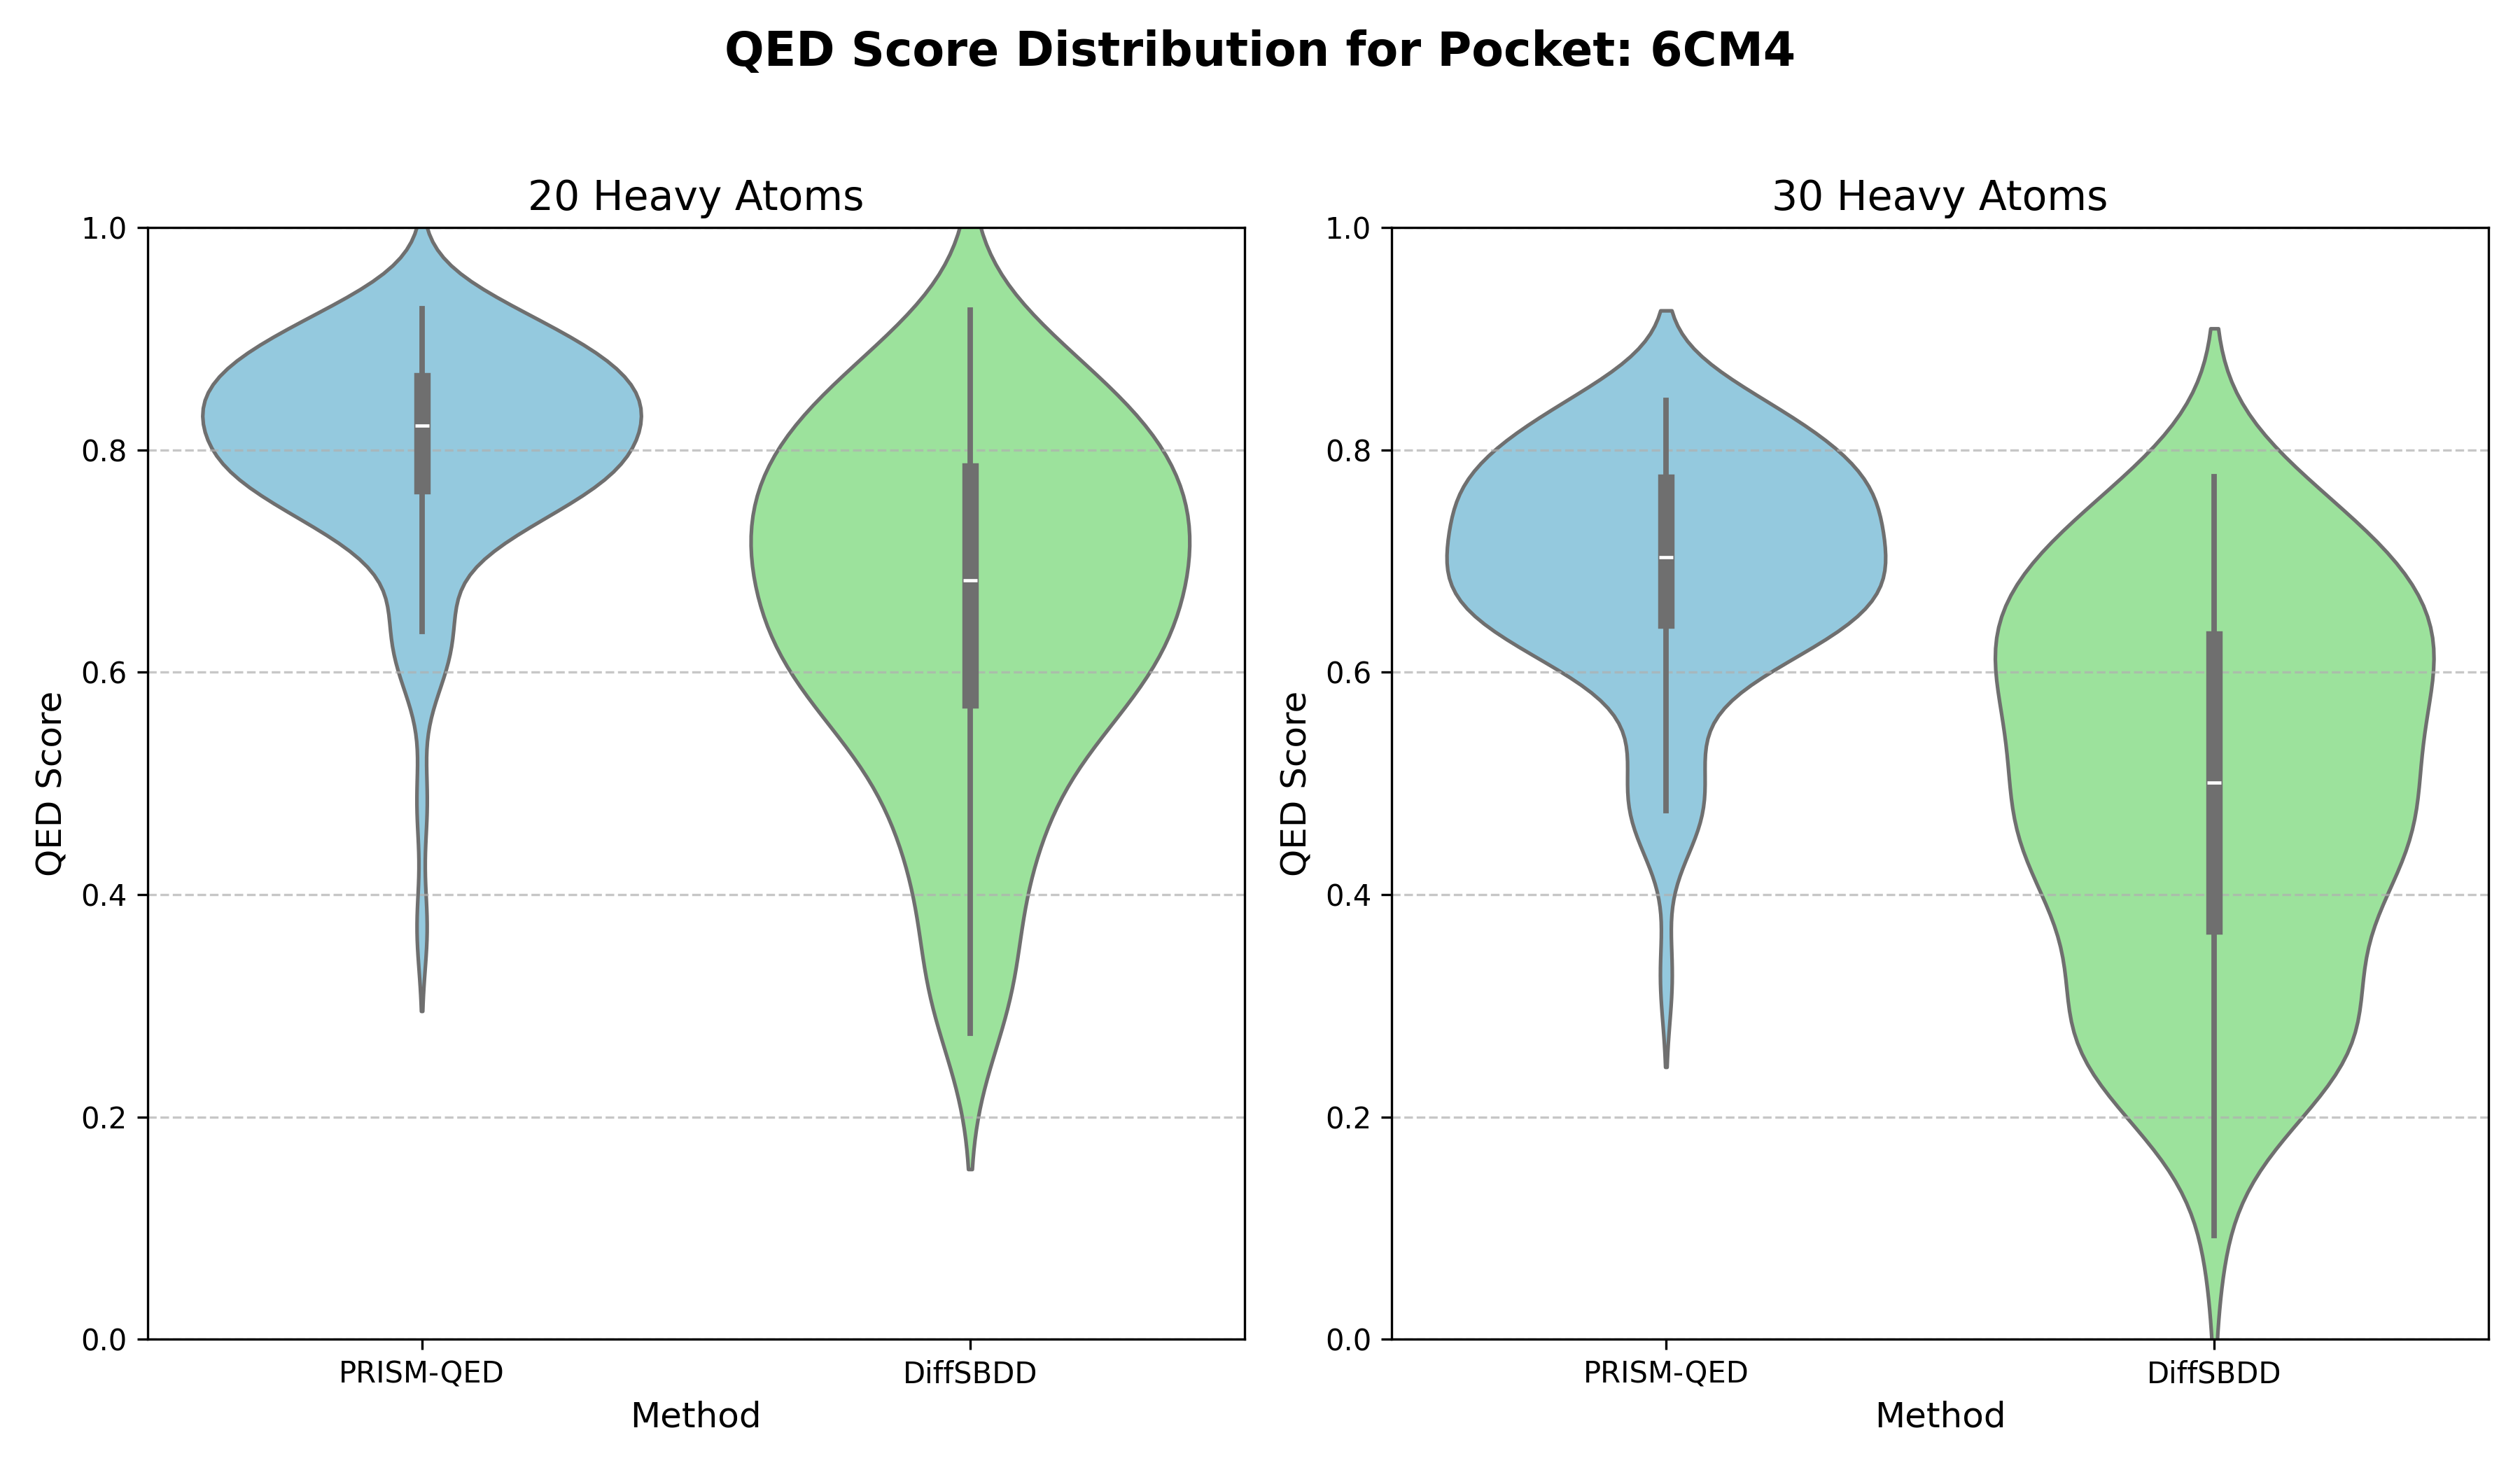 QED Score Distribution for Pocket: 6CM4
20 Heavy Atoms
1.0
0.8
0.6
0.4
0.2
0.0
QED Score
PRISM-QED
DiffSBDD
Method
30 Heavy Atoms
1.0
0.8
0.6
0.4
0.2
0.0
QED Score
PRISM-QED
DiffSBDD
Method